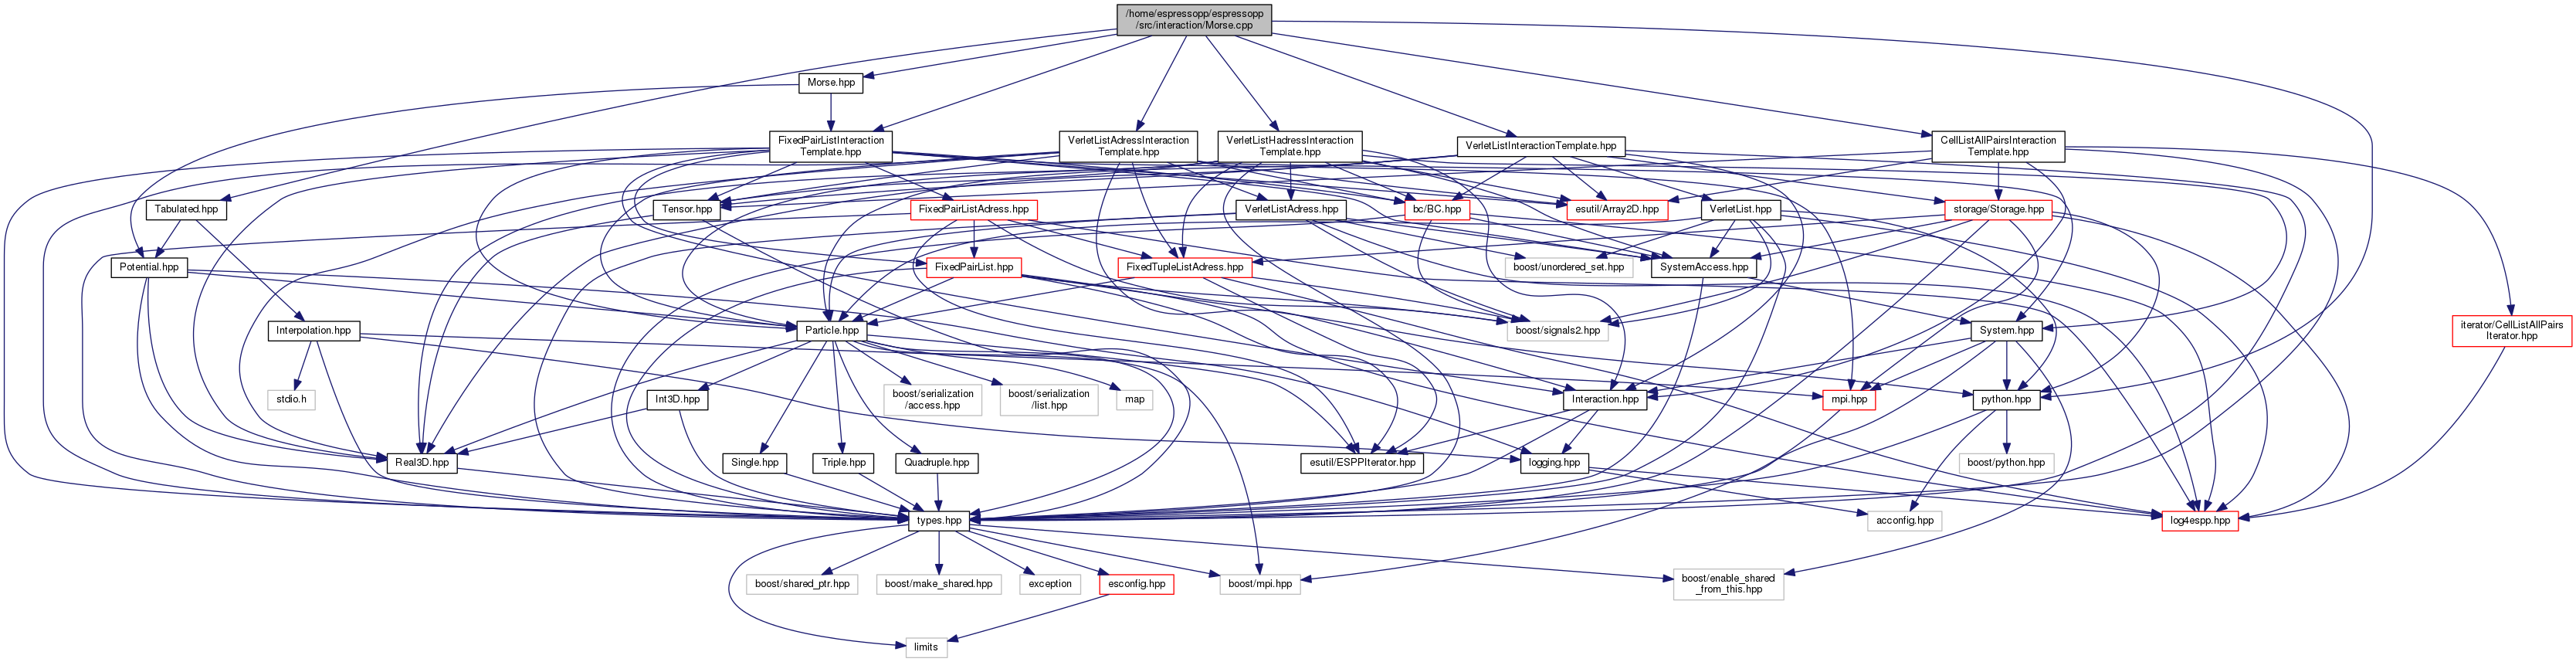 /home/espressopp/espressopp
/src/interaction/Morse.cpp
Morse.hpp
FixedPairListInteraction
Template.hpp
VerletListAdressInteraction
Template.hpp
VerletListHadressInteraction
Template.hpp
VerletListInteractionTemplate.hpp
CellListAllPairsInteraction
Template.hpp
Tabulated.hpp
Tensor.hpp
FixedPairListAdress.hpp
VerletListAdress.hpp
bc/BC.hpp
esutil/Array2D.hpp
VerletList.hpp
storage/Storage.hpp
Potential.hpp
FixedPairList.hpp
FixedTupleListAdress.hpp
boost/unordered_set.hpp
SystemAccess.hpp
Interpolation.hpp
Particle.hpp
boost/signals2.hpp
System.hpp
iterator/CellListAllPairs
Iterator.hpp
stdio.h
Int3D.hpp
boost/serialization
/access.hpp
boost/serialization
/list.hpp
map
Interaction.hpp
mpi.hpp
python.hpp
Real3D.hpp
Single.hpp
Triple.hpp
Quadruple.hpp
esutil/ESPPIterator.hpp
logging.hpp
boost/python.hpp
types.hpp
acconfig.hpp
log4espp.hpp
boost/shared_ptr.hpp
boost/make_shared.hpp
exception
esconfig.hpp
boost/mpi.hpp
boost/enable_shared
_from_this.hpp
limits